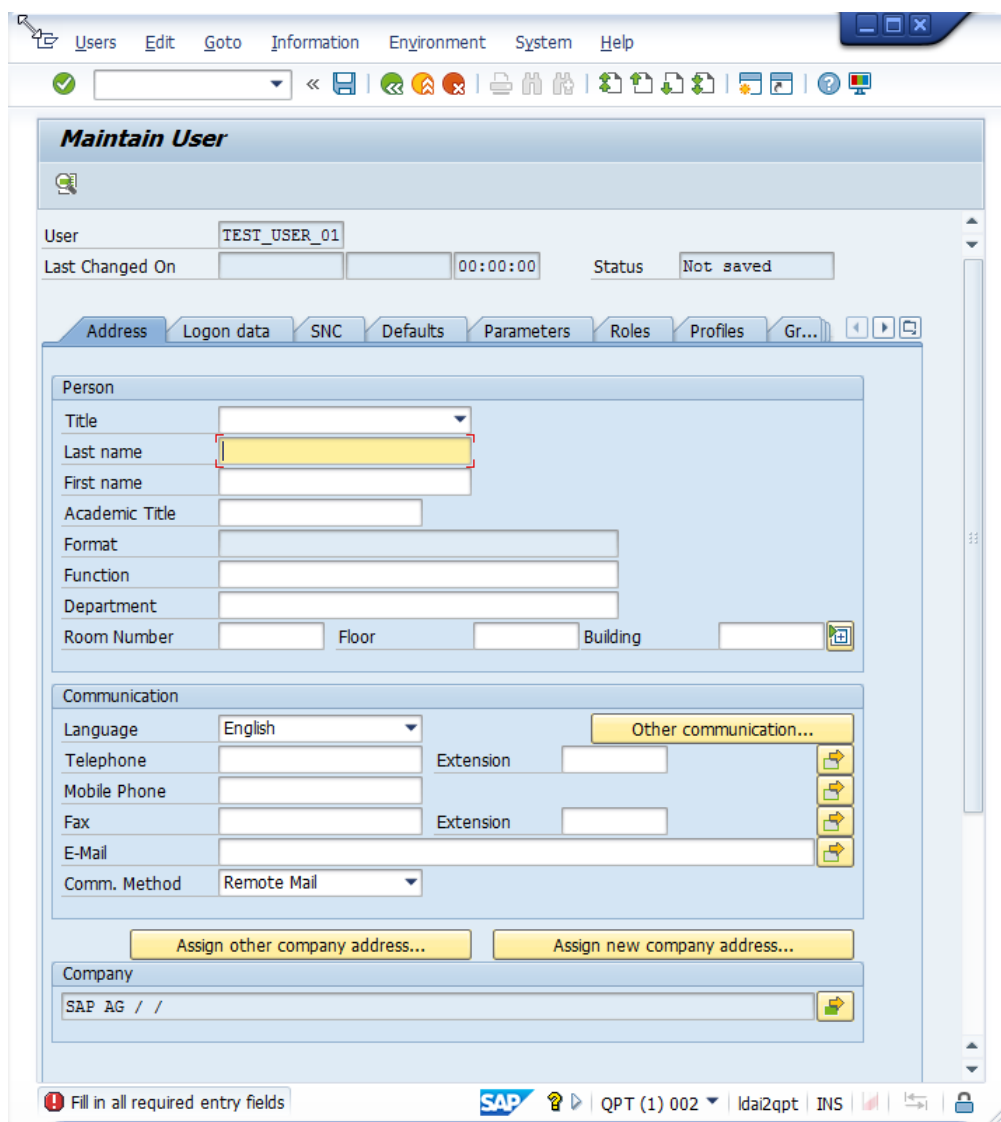 Users Edit Goto Information Environment System Help
Maintain User
User TEST_USER_01
Last Changed On 00:00:00 Status Not saved
Address Logon data SNC Defaults Parameters Roles Profiles Gr...
Person
Title
Last name
First name
Academic Title
Format
Function
Department
Room Number Floor Building
Communication
Language English Other communication...
Telephone Extension
Mobile Phone
Fax Extension
E-Mail
Comm. Method Remote Mail
Assign other company address... Assign new company address...
Company
SAP AG / /
Fill in all required entry fields SAP QPT (1) 002 ldai2qpt INS